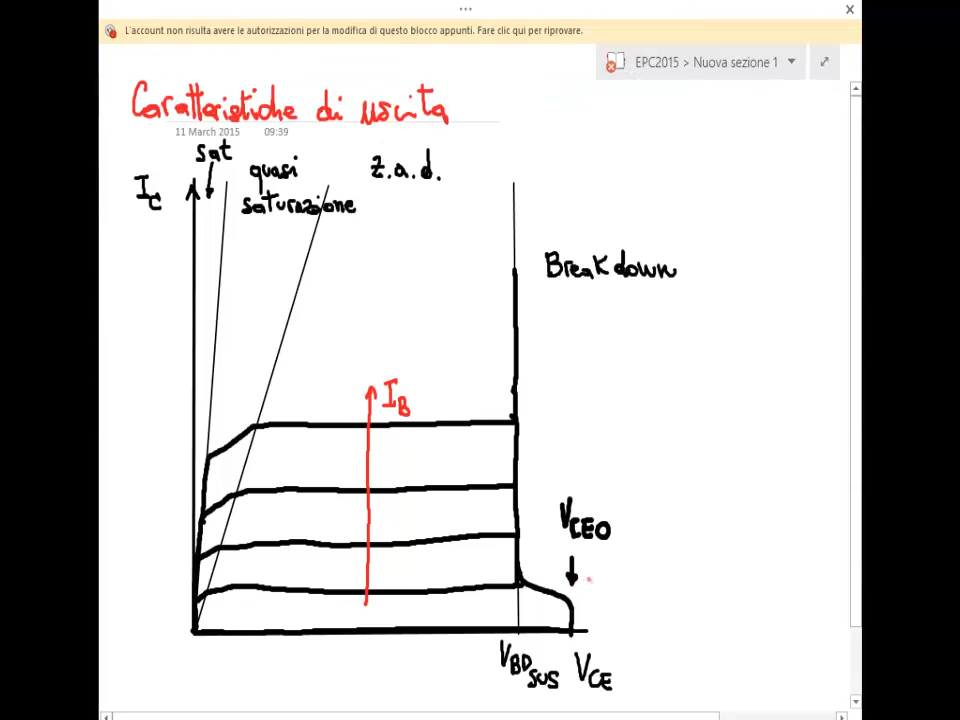 L'account non risulta avere le autorizzazioni per la modifica di questo blocco appunti. Fare clic qui per riprovare.
EPC2015 > Nuova sezione 1
Caratteristiche di uscita
11 March 2015 09:39
sat
quasi
saturazione
z.a.d.
IC
Breakdown
IB
VCEO
VBDSUS
VCE